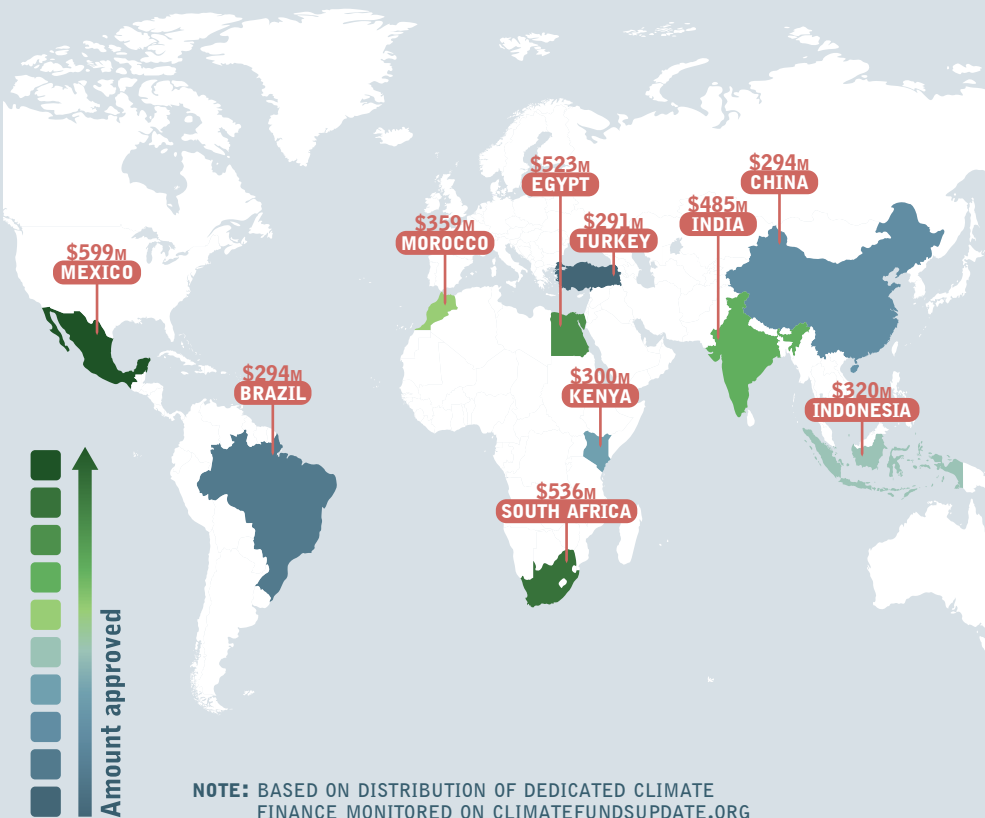 $523M
EGYPT
$294M
CHINA
$485M
INDIA
$359M
MOROCCO
$291M
TURKEY
$599M
MEXICO
$294M
BRAZIL
$300M
KENYA
$320M
INDONESIA
$536M
SOUTH AFRICA
Amount approved
NOTE: BASED ON DISTRIBUTION OF DEDICATED CLIMATE
FINANCE MONITORED ON CLIMATEFUNDSUPDATE.ORG